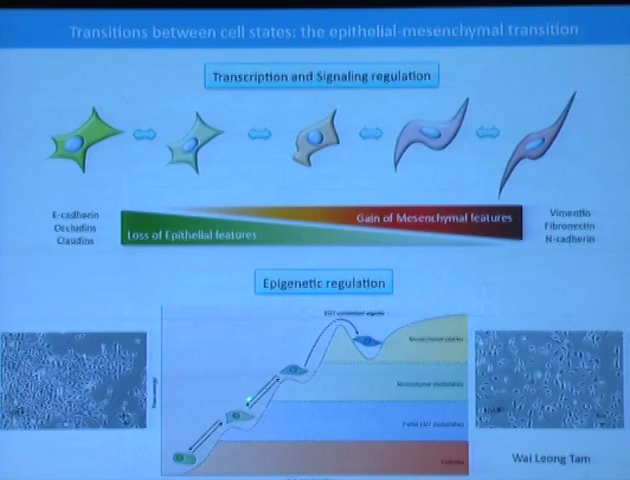 Transitions between cell states: the epithelial-mesenchymal transition
Transcription and Signaling regulation
E-cadherin
Occludins
Claudins
Gain of Mesenchymal features
Loss of Epithelial features
Vimentin
Fibronectin
N-cadherin
Epigenetic regulation
Wai Leong Tam